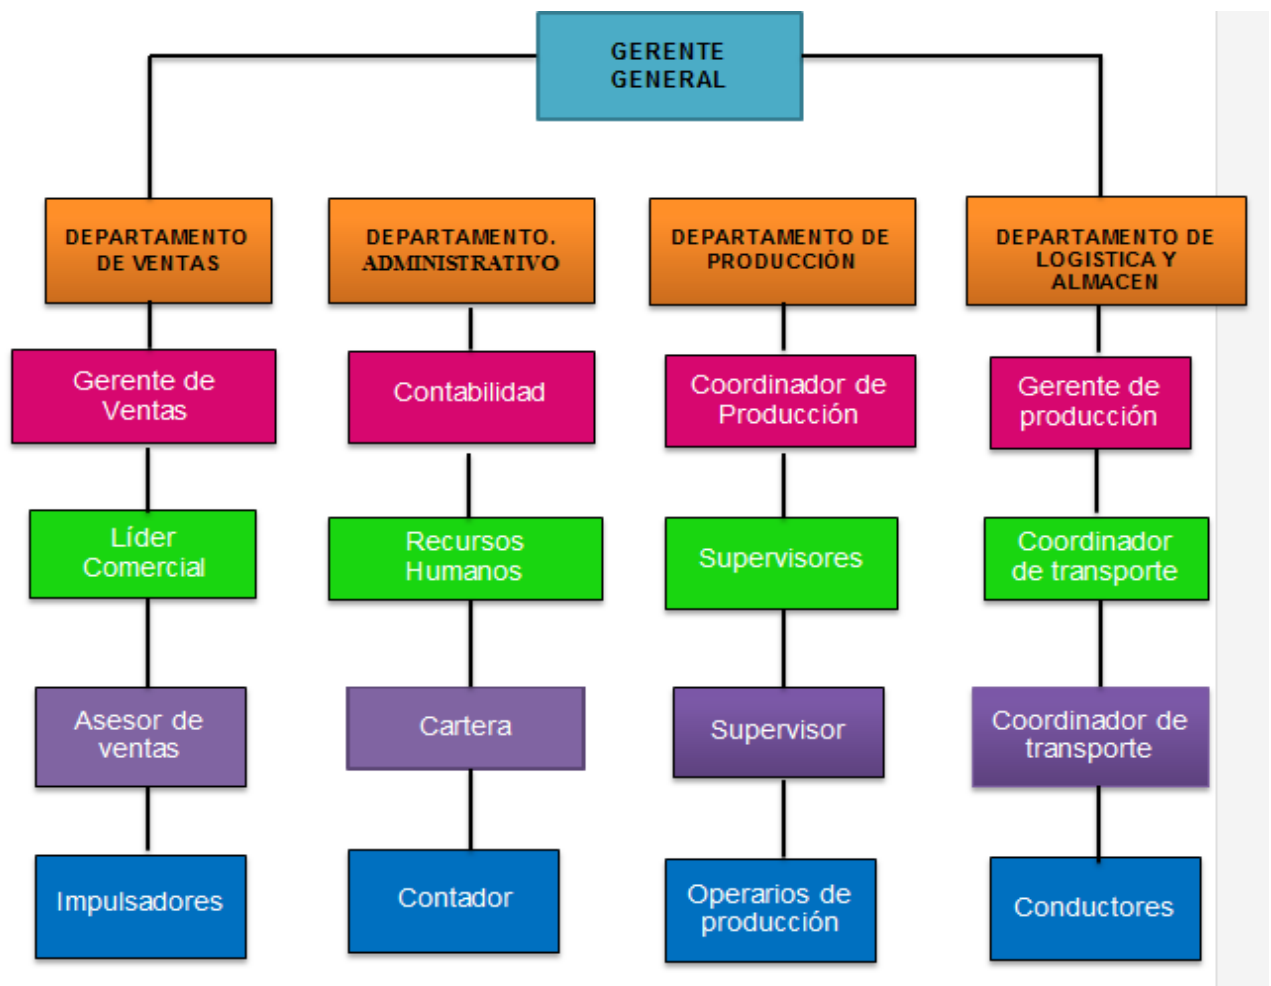 GERENTE
GENERAL
DEPARTAMENTO
DE VENTAS
DEPARTAMENTO.
ADMINISTRATIVO
DEPARTAMENTO DE
PRODUCCIÓN
DEPARTAMENTO DE
LOGISTICA Y
ALMACEN
Gerente de
Ventas
Contabilidad
Coordinador de
Producción
Gerente de
producción
Líder
Comercial
Recursos
Humanos
Supervisores
Coordinador
de transporte
Asesor de
ventas
Cartera
Supervisor
Coordinador de
transporte
Impulsadores
Contador
Operarios de
producción
Conductores